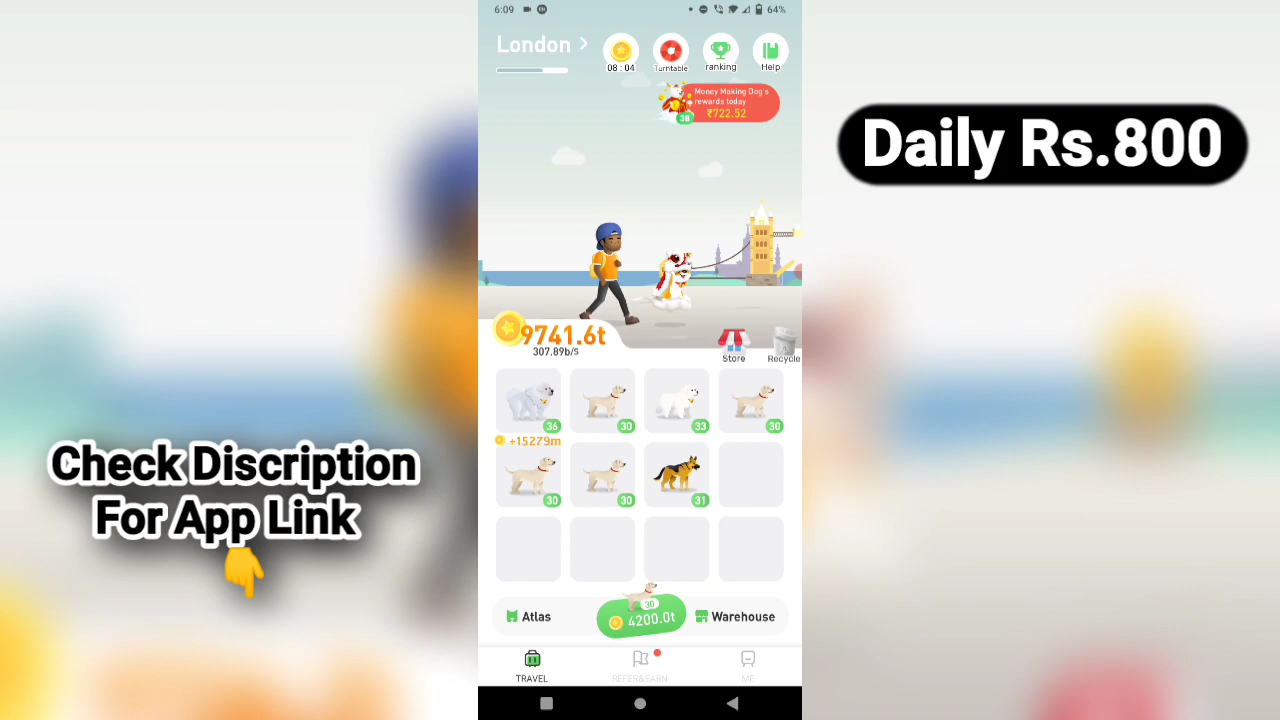 6:09
64%
London >
08 : 04
Turntable
ranking
Help
Money Making Dog's
rewards today
₹722.52
38
Daily Rs.800
9741.6t
307.89b/s
Store
Recycle
36
30
33
30
+15279m
30
30
31
Check Discription
For App Link
30
4200.0t
Atlas
Warehouse
TRAVEL
REFER&EARN
ME